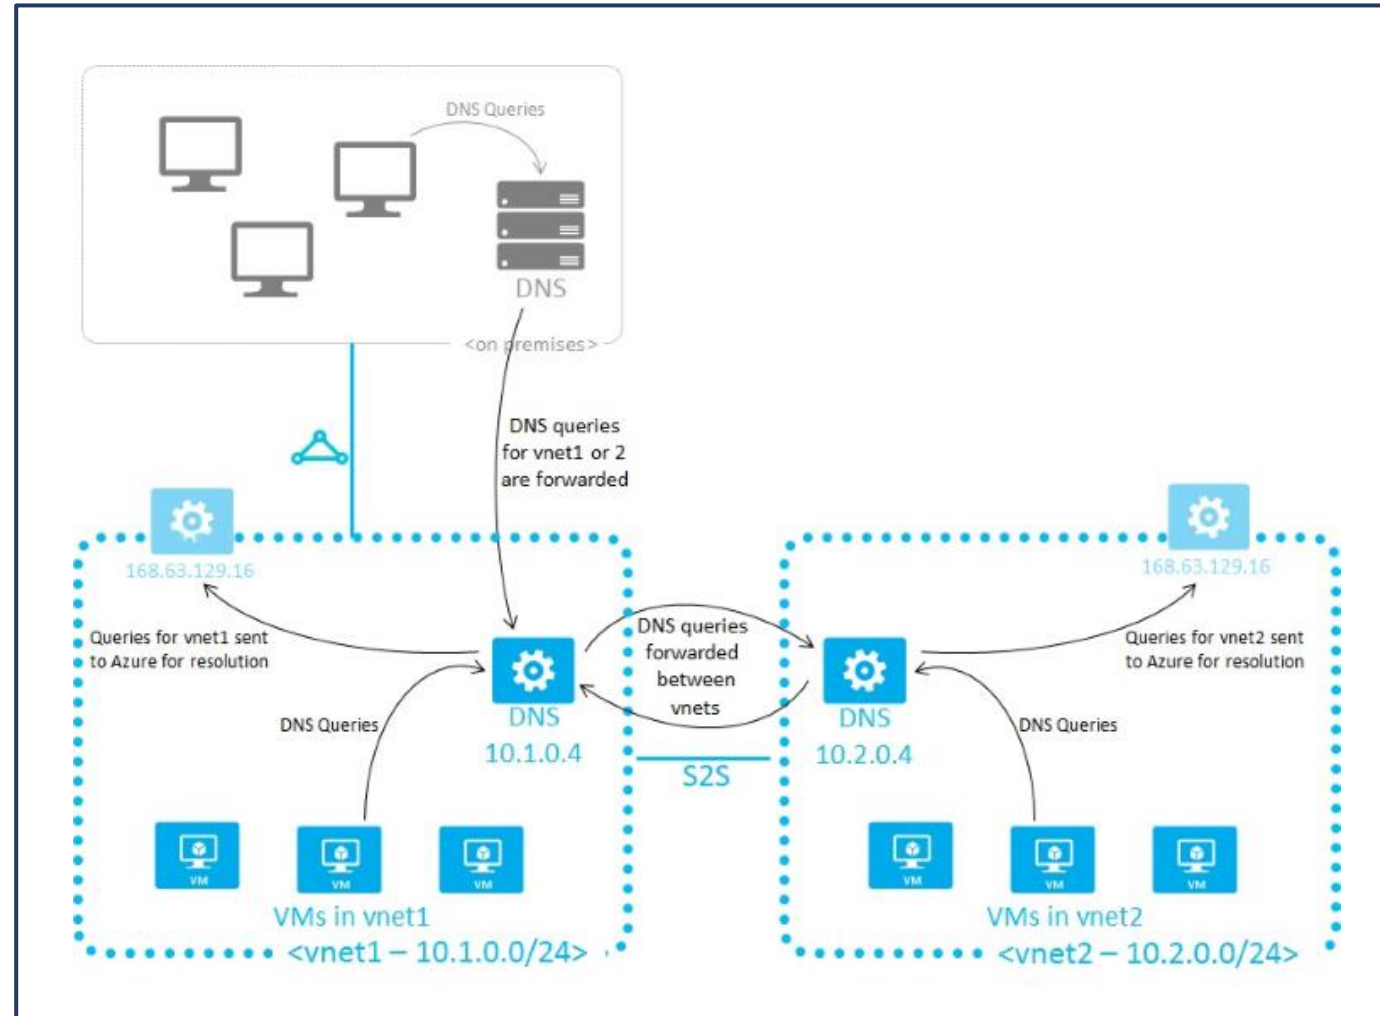 DNS Queries
DNS
<on premises>
DNS queries
for vnet1 or 2
are forwarded
168.63.129.16
168.63.129.16
Queries for vnet1 sent
to Azure for resolution
DNS queries
forwarded
between
vnets
Queries for vnet2 sent
to Azure for resolution
DNS Queries
DNS
10.1.0.4
DNS
10.2.0.4
DNS Queries
S2S
VM
VM
VM
VM
VM
VM
VMs in vnet1
<vnet1 – 10.1.0.0/24>
VMs in vnet2
<vnet2 – 10.2.0.0/24>